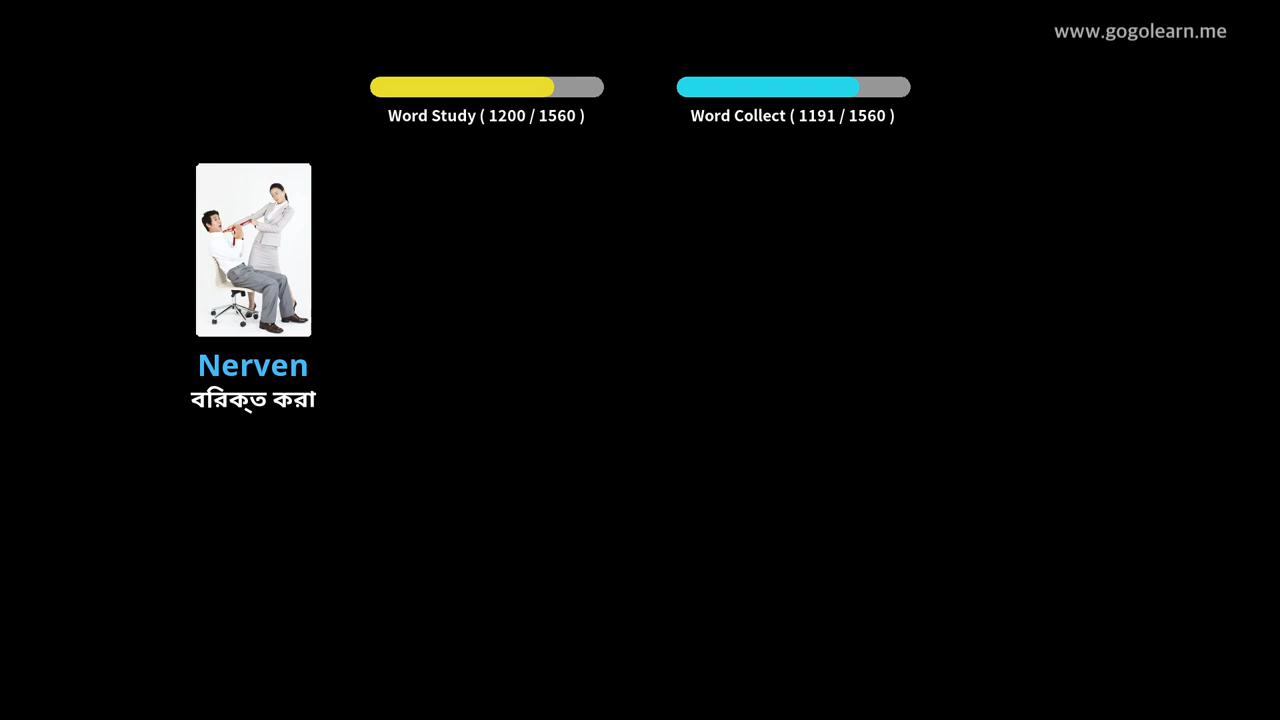 www.gogolearn.me
Word Study ( 1200 / 1560 )
Word Collect ( 1191 / 1560 )
Nerven
বিরক্ত করা